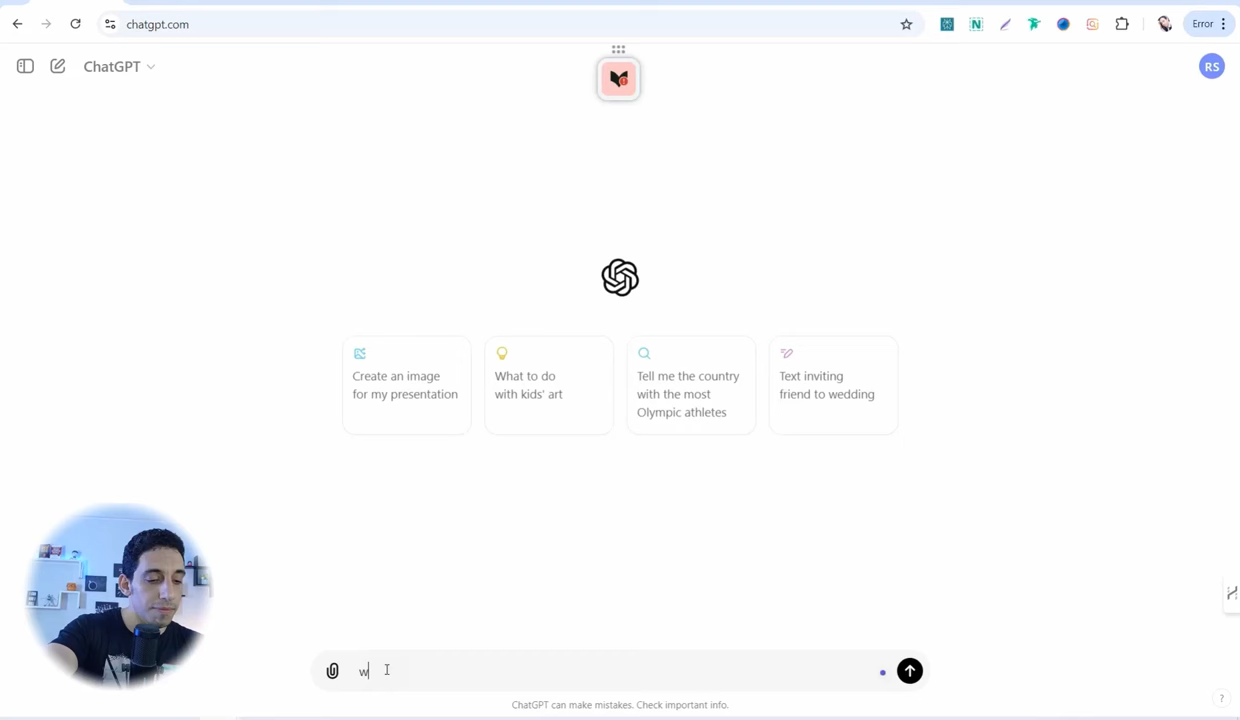 chatgpt.com
Error
ChatGPT
RS
Create an image
for my presentation
What to do
with kids' art
Tell me the country
with the most
Olympic athletes
Text inviting
friend to wedding
w
ChatGPT can make mistakes. Check important info.
?